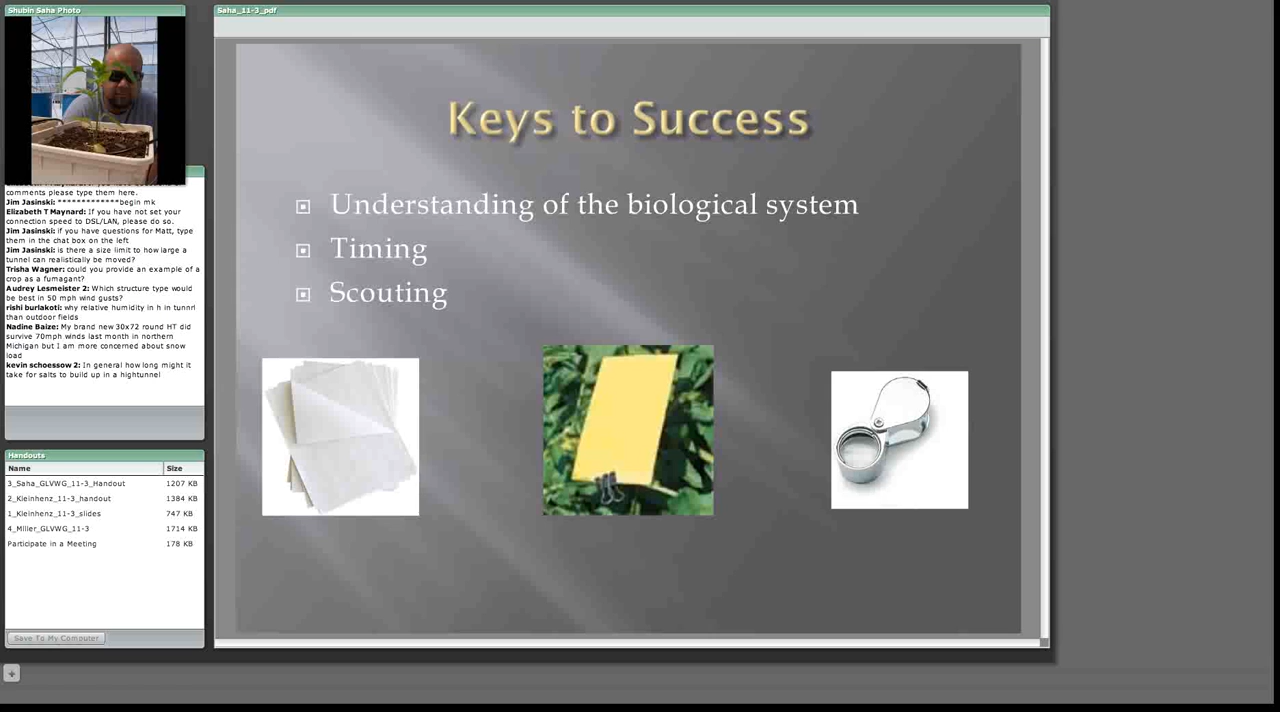 Shubin Saha Photo
comments please type them here.
Jim Jasinski: *************begin mk
Elizabeth T Maynard: If you have not set your
connection speed to DSL/LAN, please do so.
Jim Jasinski: if you have questions for Matt, type
them in the chat box on the left
Jim Jasinski: is there a size limit to how large a
tunnel can realistically be moved?
Trisha Wagner: could you provide an example of a
crop as a fumagant?
Audrey Lesmeister 2: Which structure type would
be best in 50 mph wind gusts?
rishi burlakoti: why relative humidity in h in tunnrl
than outdoor fields
Nadine Baize: My brand new 30x72 round HT did
survive 70mph winds last month in northern
Michigan but I am more concerned about snow
load
kevin schoessow 2: In general how long might it
take for salts to build up in a hightunnel
Handouts
Name Size
3_Saha_GLVWG_11-3_Handout 1207 KB
2_Kleinhenz_11-3_handout 1384 KB
1_Kleinhenz_11-3_slides 747 KB
4_Miller_GLVWG_11-3 1714 KB
Participate in a Meeting 178 KB
Save To My Computer
Saha_11-3_pdf
Keys to Success
Understanding of the biological system
Timing
Scouting